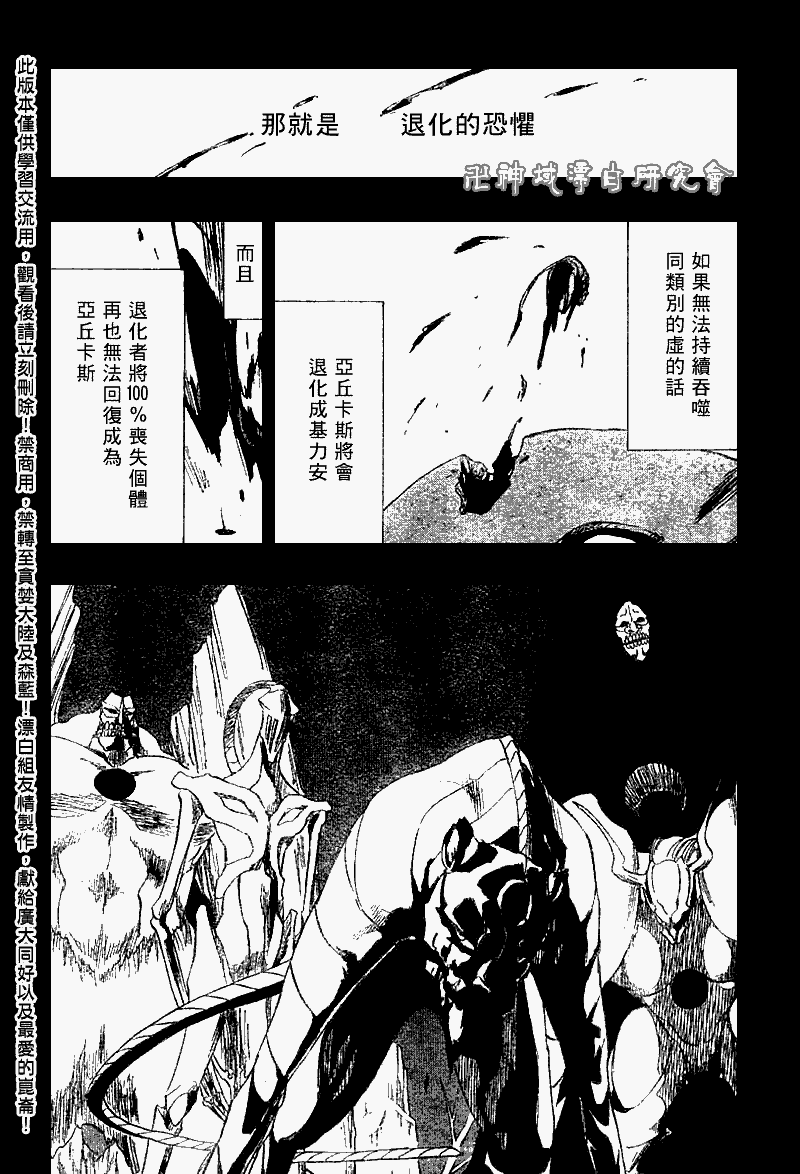 那就是 退化的恐懼
卍神域漂白研究會
如果無法持續吞噬
同類別的虛的話
亞丘卡斯將會
退化成基力安
而且
退化者將100%喪失個體
再也無法回復成為
亞丘卡斯
此版本僅供學習交流用，觀看後請立刻刪除！禁商用，禁轉至貪婪大陸及森藍！漂白組友情製作，獻給廣大同好以及最愛的崑崙！